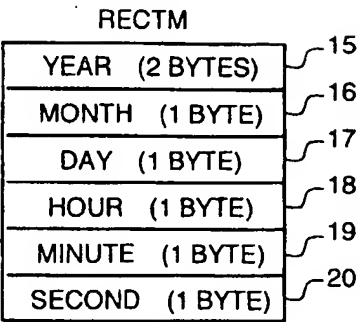 RECTM
YEAR (2 BYTES) 15
MONTH (1 BYTE) 16
DAY (1 BYTE) 17
HOUR (1 BYTE) 18
MINUTE (1 BYTE) 19
SECOND (1 BYTE) 20